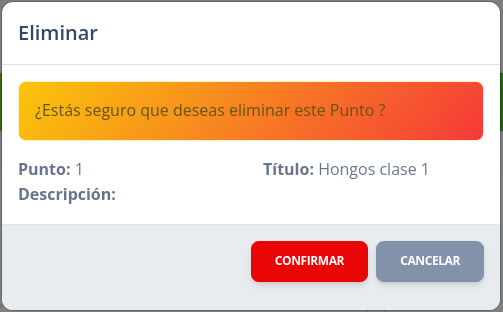 Eliminar
¿Estás seguro que deseas eliminar este Punto ?
Punto: 1 Título: Hongos clase 1
Descripción:
CONFIRMAR CANCELAR